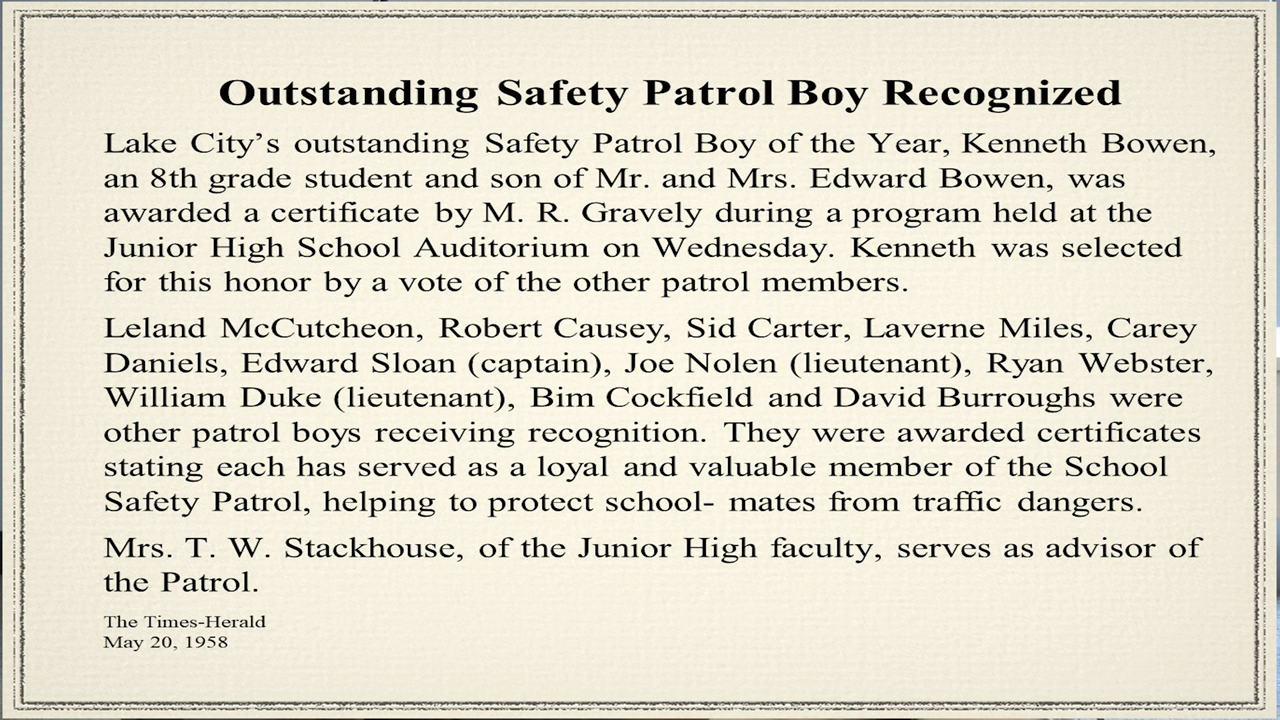 Outstanding Safety Patrol Boy Recognized
Lake City’s outstanding Safety Patrol Boy of the Year, Kenneth Bowen,
an 8th grade student and son of Mr. and Mrs. Edward Bowen, was
awarded a certificate by M. R. Gravely during a program held at the
Junior High School Auditorium on Wednesday. Kenneth was selected
for this honor by a vote of the other patrol members.
Leland McCutcheon, Robert Causey, Sid Carter, Laverne Miles, Carey
Daniels, Edward Sloan (captain), Joe Nolen (lieutenant), Ryan Webster,
William Duke (lieutenant), Bim Cockfield and David Burroughs were
other patrol boys receiving recognition. They were awarded certificates
stating each has served as a loyal and valuable member of the School
Safety Patrol, helping to protect school- mates from traffic dangers.
Mrs. T. W. Stackhouse, of the Junior High faculty, serves as advisor of
the Patrol.
The Times-Herald
May 20, 1958